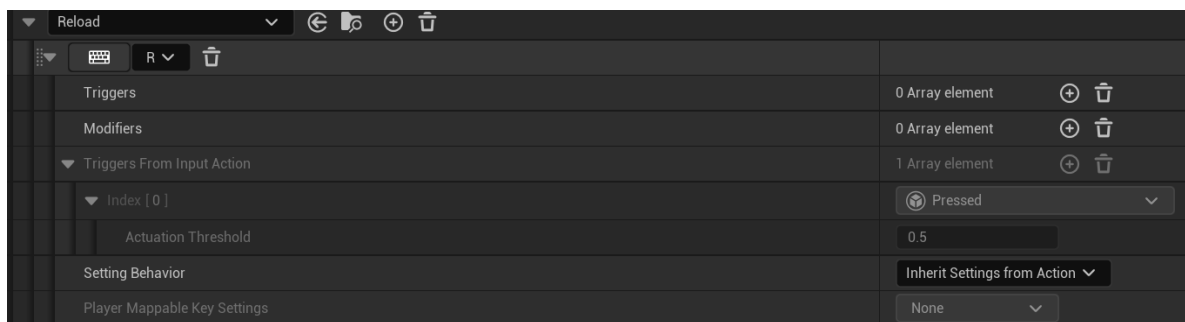 Reload
R
Triggers 0 Array element
Modifiers 0 Array element
Triggers From Input Action 1 Array element
Index [ 0 ] Pressed
Actuation Threshold 0.5
Setting Behavior Inherit Settings from Action
Player Mappable Key Settings None